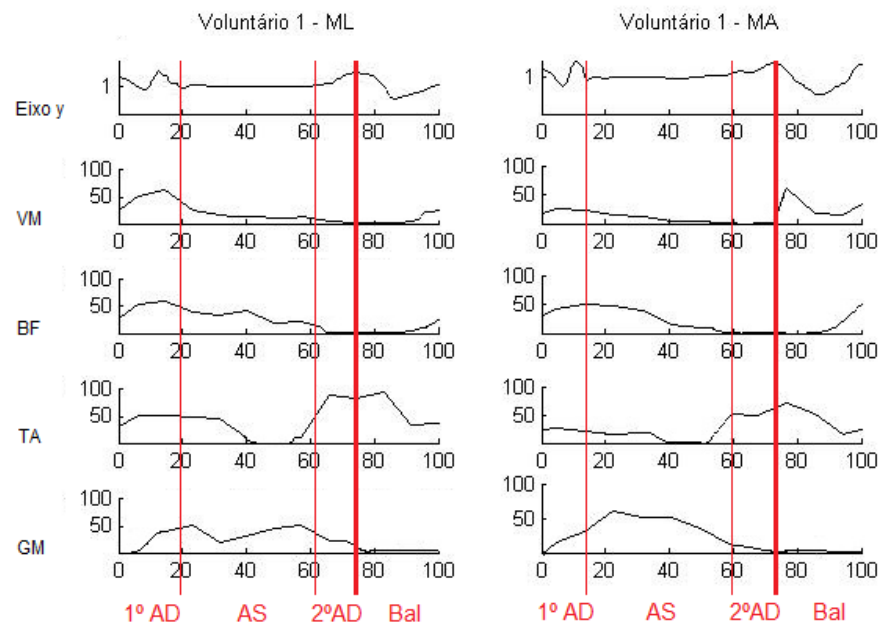 Voluntário 1 - ML Voluntário 1 - MA
Eixo y 1 1
0 20 40 60 80 100 0 20 40 60 80 100
VM 100 50 100 50
0 20 40 60 80 100 0 20 40 60 80 100
BF 100 50 100 50
0 20 40 60 80 100 0 20 40 60 80 100
TA 100 50 100 50
0 20 40 60 80 100 0 20 40 60 80 100
GM 100 50 100 50
0 20 40 60 80 100 0 20 40 60 80 100
1º AD AS 2ºAD Bal 1º AD AS 2ºAD Bal